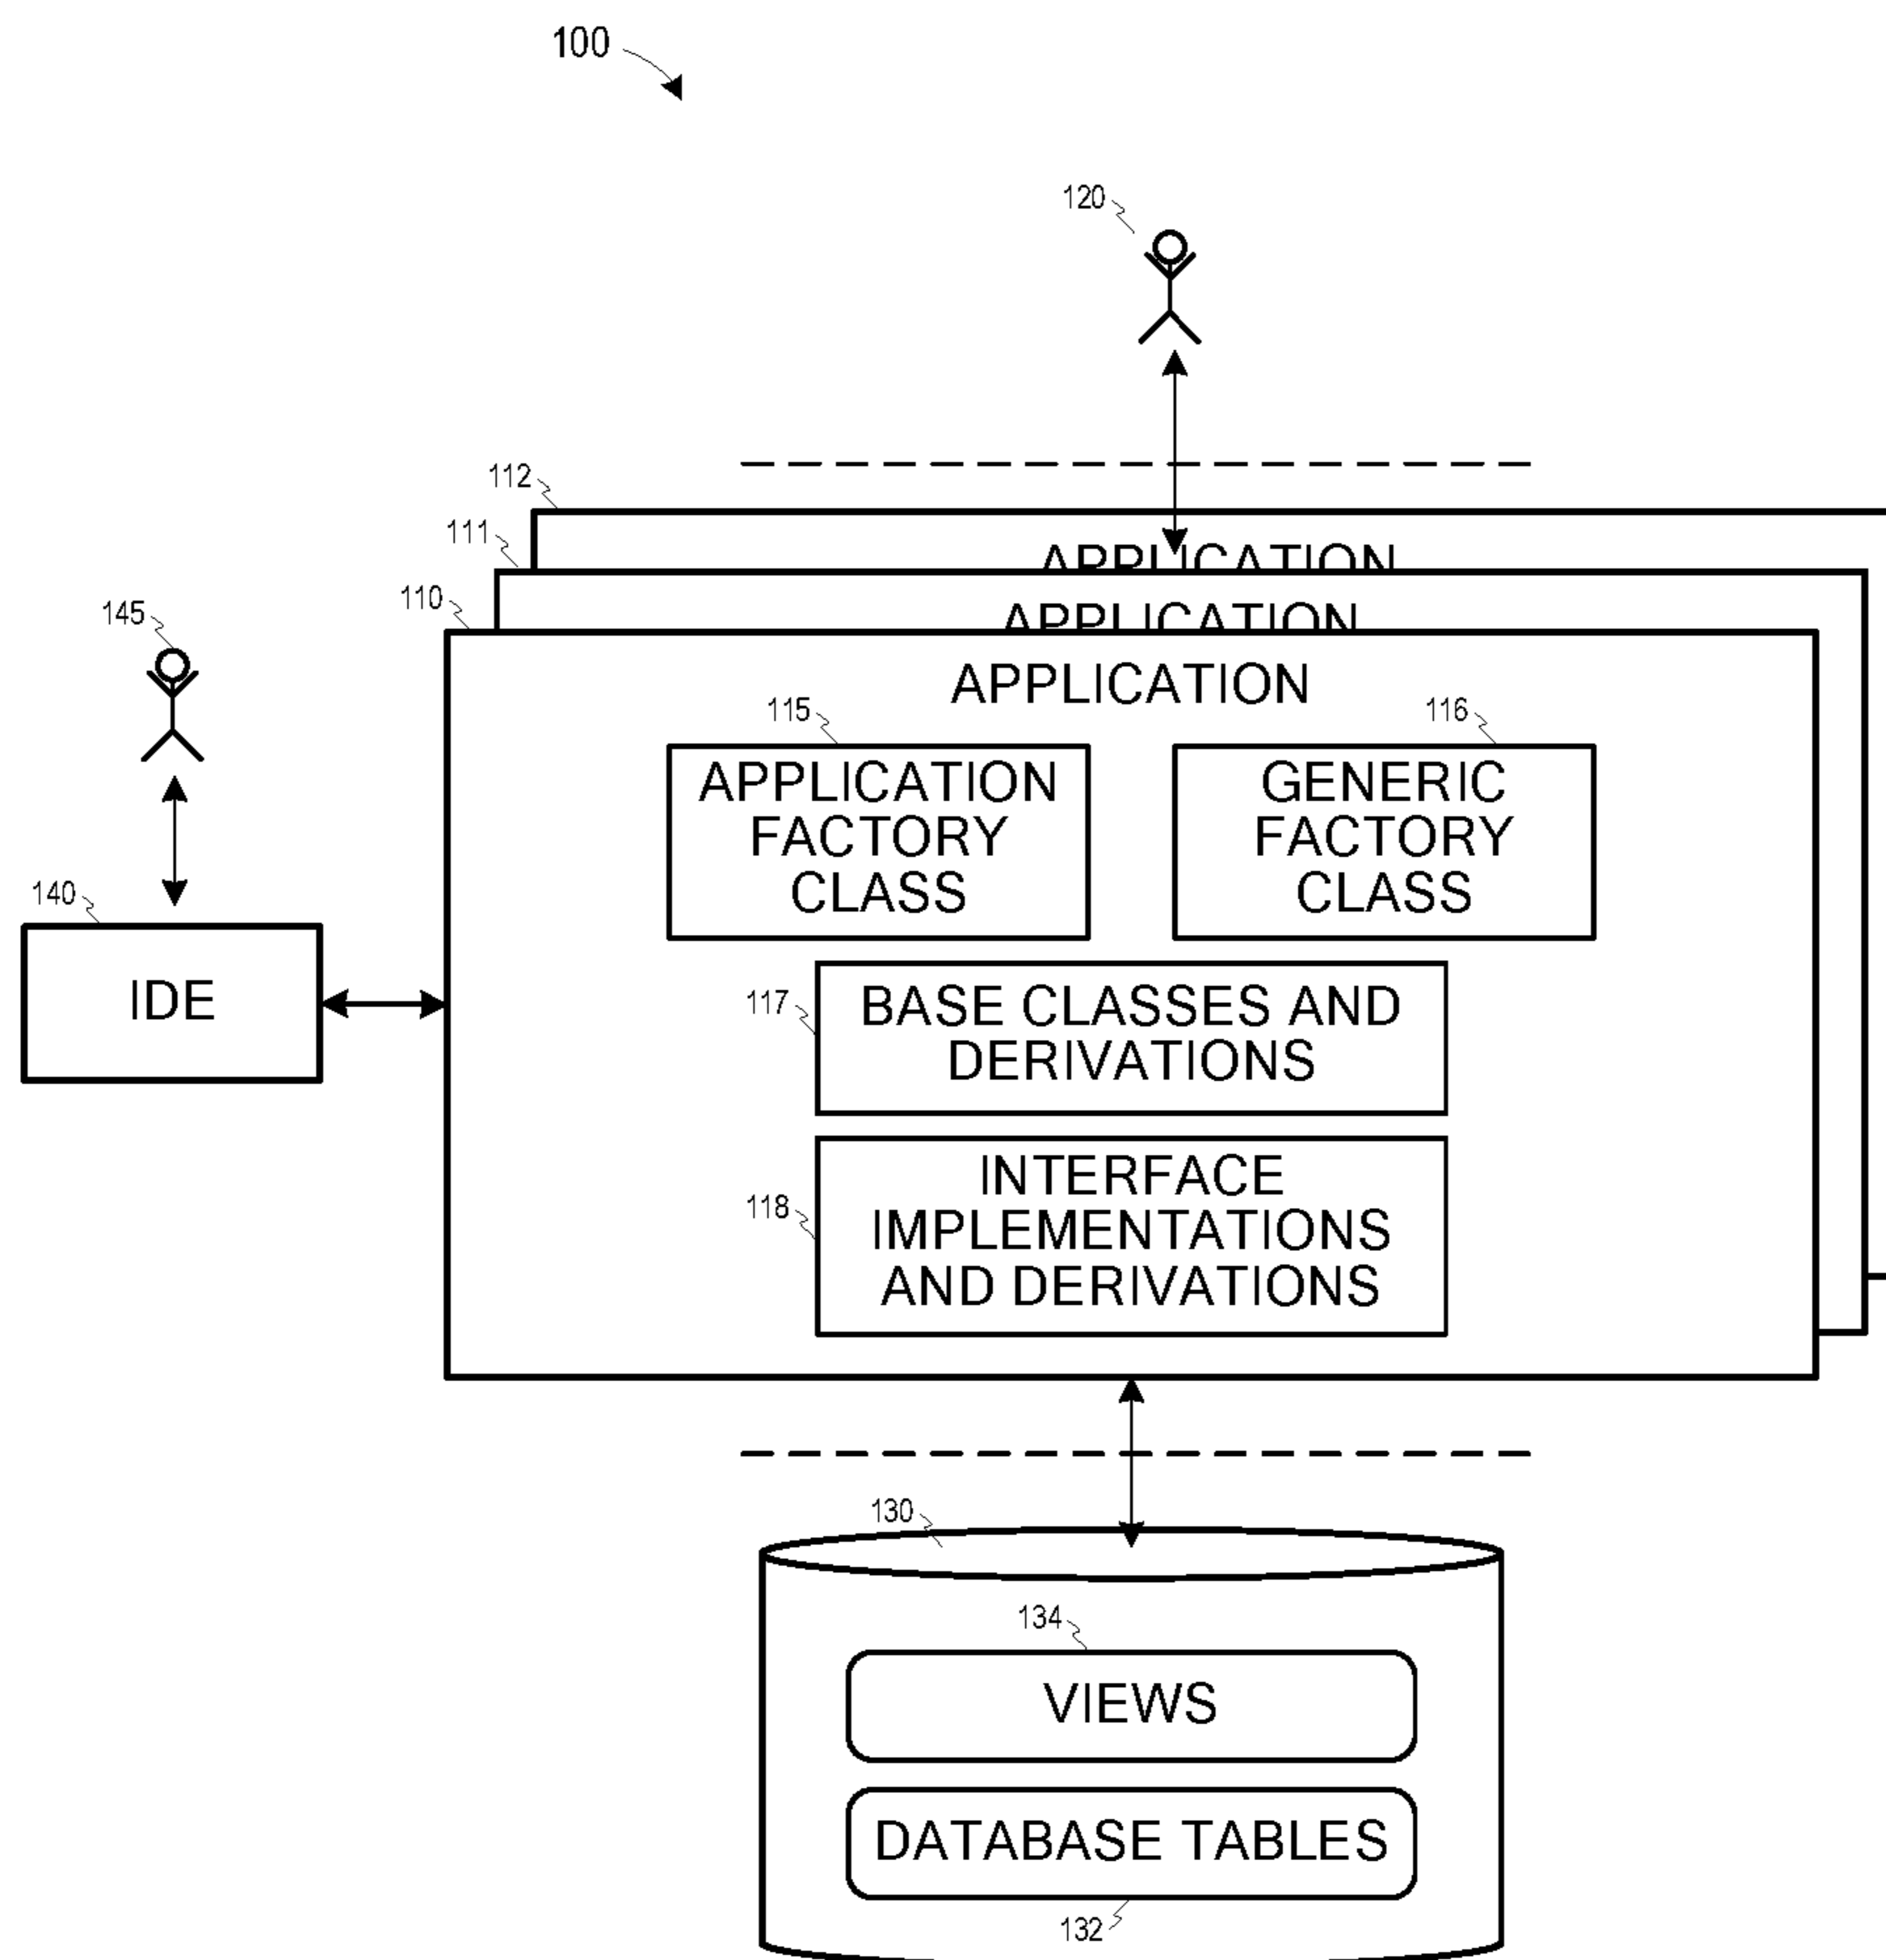 100
120
112
APPLICATION
111
APPLICATION
110
APPLICATION
145
115
116
APPLICATION
FACTORY
CLASS
GENERIC
FACTORY
CLASS
140
IDE
117
BASE CLASSES AND
DERIVATIONS
118
INTERFACE
IMPLEMENTATIONS
AND DERIVATIONS
130
134
VIEWS
DATABASE TABLES
132